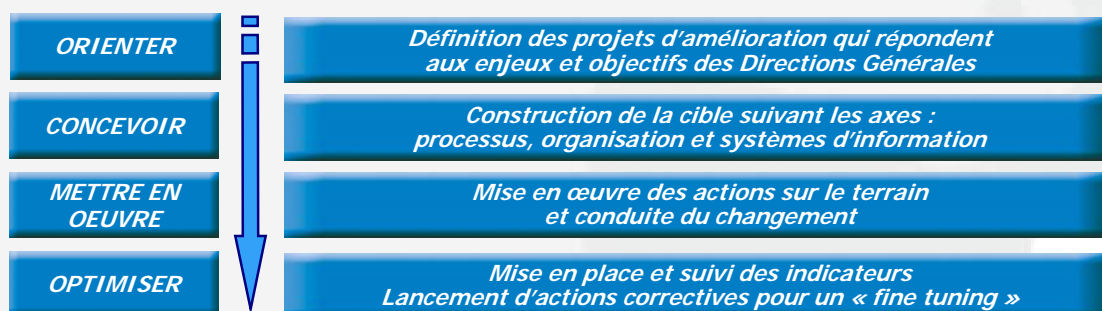 ORIENTER
Définition des projets d'amélioration qui répondent
aux enjeux et objectifs des Directions Générales
CONCEVOIR
Construction de la cible suivant les axes :
processus, organisation et systèmes d'information
METTRE EN
OEUVRE
Mise en œuvre des actions sur le terrain
et conduite du changement
OPTIMISER
Mise en place et suivi des indicateurs
Lancement d'actions correctives pour un « fine tuning »